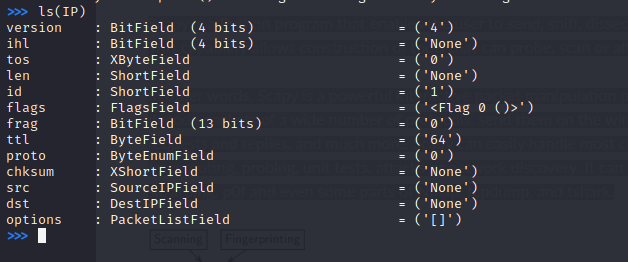 >>> ls(IP)
version    : BitField  (4 bits)                  = ('4')
ihl        : BitField  (4 bits)                  = ('None')
tos        : XByteField                          = ('0')
len        : ShortField                          = ('None')
id         : ShortField                          = ('1')
flags      : FlagsField                          = ('<Flag 0 ()>')
frag       : BitField  (13 bits)                 = ('0')
ttl        : ByteField                           = ('64')
proto      : ByteEnumField                       = ('0')
chksum     : XShortField                         = ('None')
src        : SourceIPField                       = ('None')
dst        : DestIPField                         = ('None')
options    : PacketListField                     = ('[]')
>>>
Scanning Fingerprinting